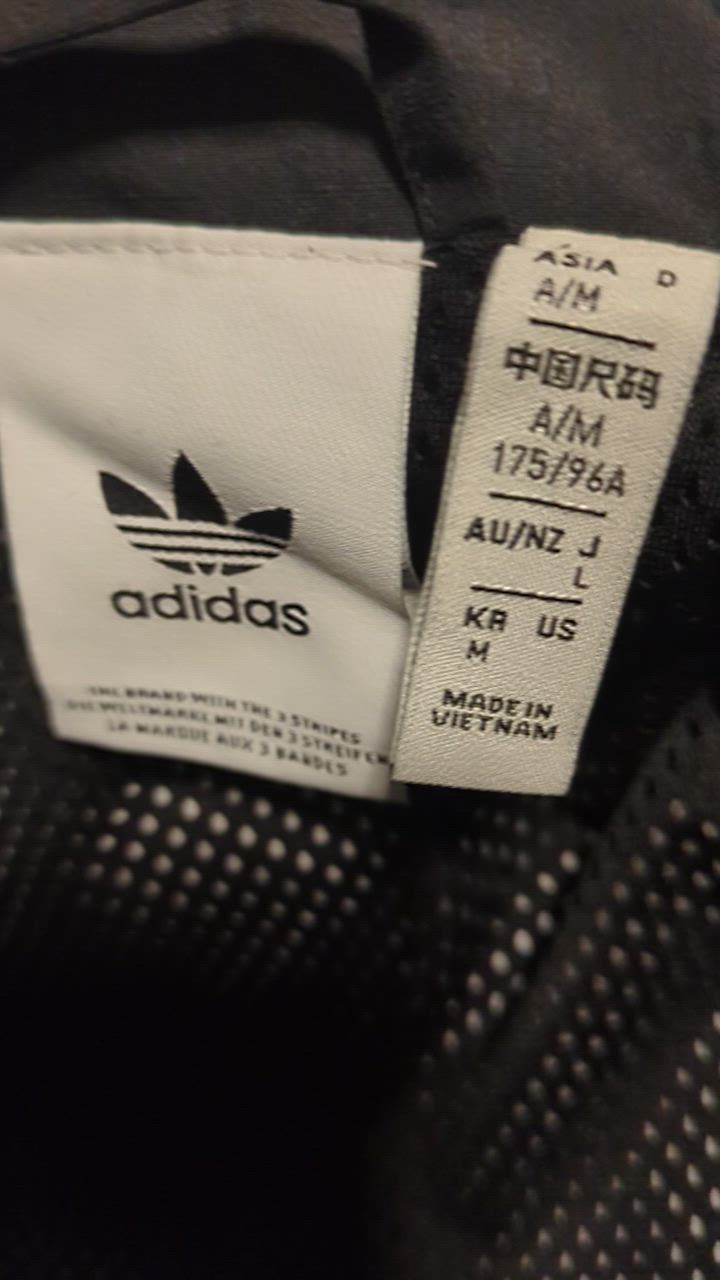 adidas
THE BRAND WITH THE 3 STRIPES
DIE WELTMARKE MIT DEN 3 STREIFEN
LA MARQUE AUX 3 BANDES
ASIA D
A/M
中国尺码
A/M
175/96A
AU/NZ J
L
KR US
M
MADE IN
VIETNAM